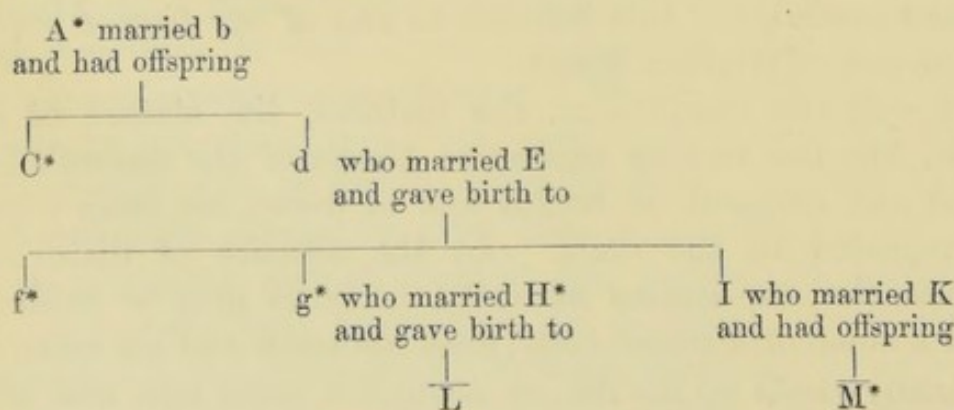 A* married b
and had offspring
C*
d who married E
and gave birth to
f*
g* who married H*
and gave birth to
I who married K
and had offspring
L
M*